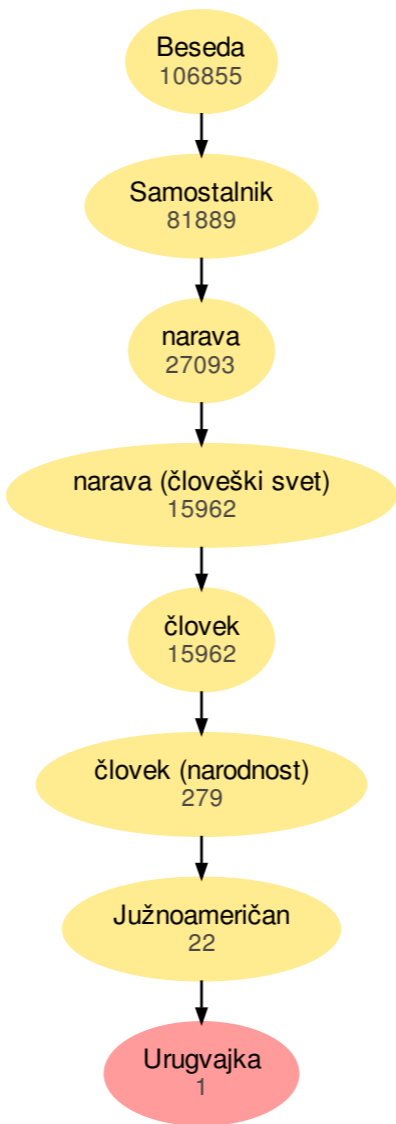 Beseda
106855
Samostalnik
81889
narava
27093
narava (človeški svet)
15962
človek
15962
človek (narodnost)
279
Južnoameričan
22
Urugvajka
1